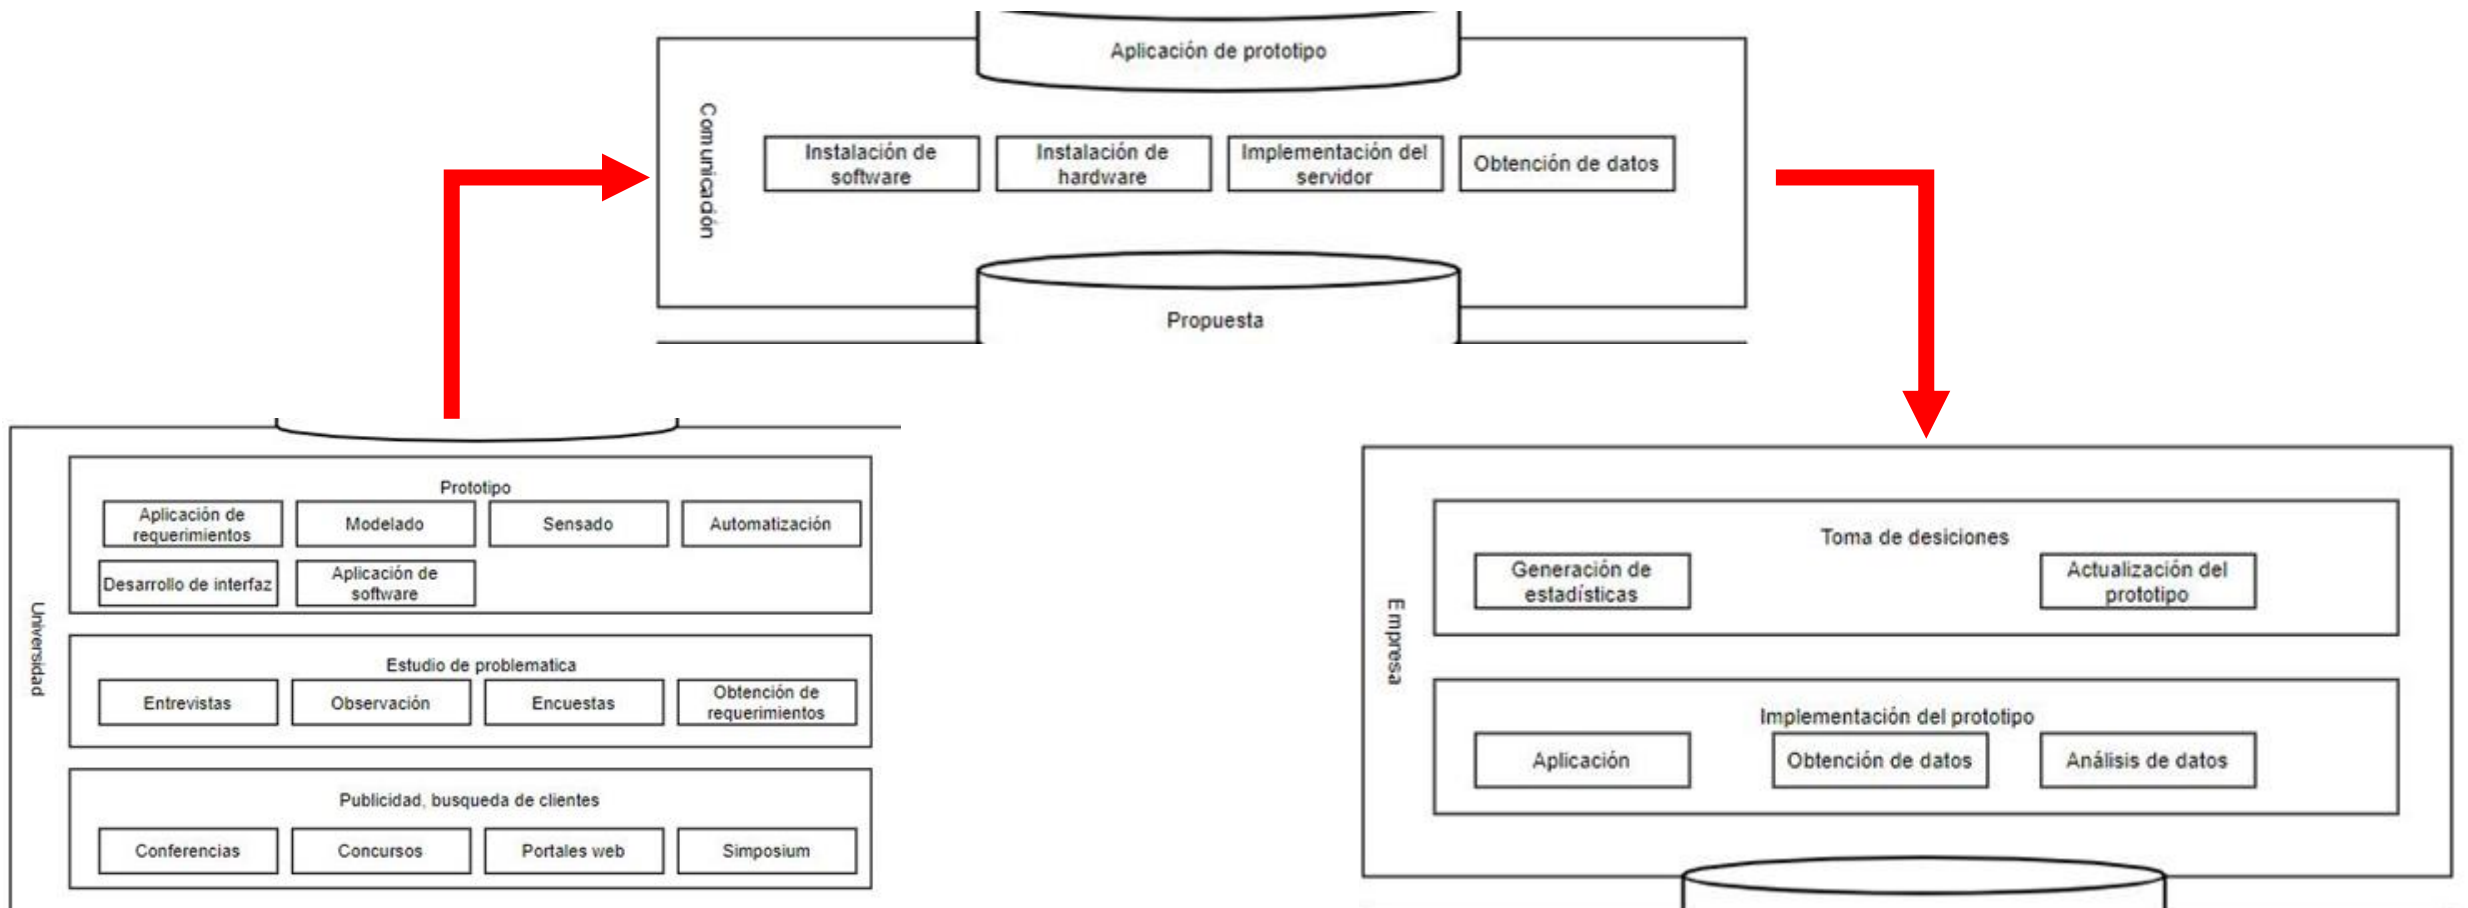 Aplicación de prototipo
Comunicación
Instalación de
software
Instalación de
hardware
Implementación del
servidor
Obtención de datos
Propuesta
Universidad
Prototipo
Aplicación de
requerimientos
Modelado
Sensado
Automatización
Desarrollo de interfaz
Aplicación de
software
Estudio de problematica
Entrevistas
Observación
Encuestas
Obtención de
requerimientos
Publicidad, busqueda de clientes
Conferencias
Concursos
Portales web
Simposium
Empresa
Toma de desiciones
Generación de
estadísticas
Actualización del
prototipo
Implementación del prototipo
Aplicación
Obtención de datos
Análisis de datos